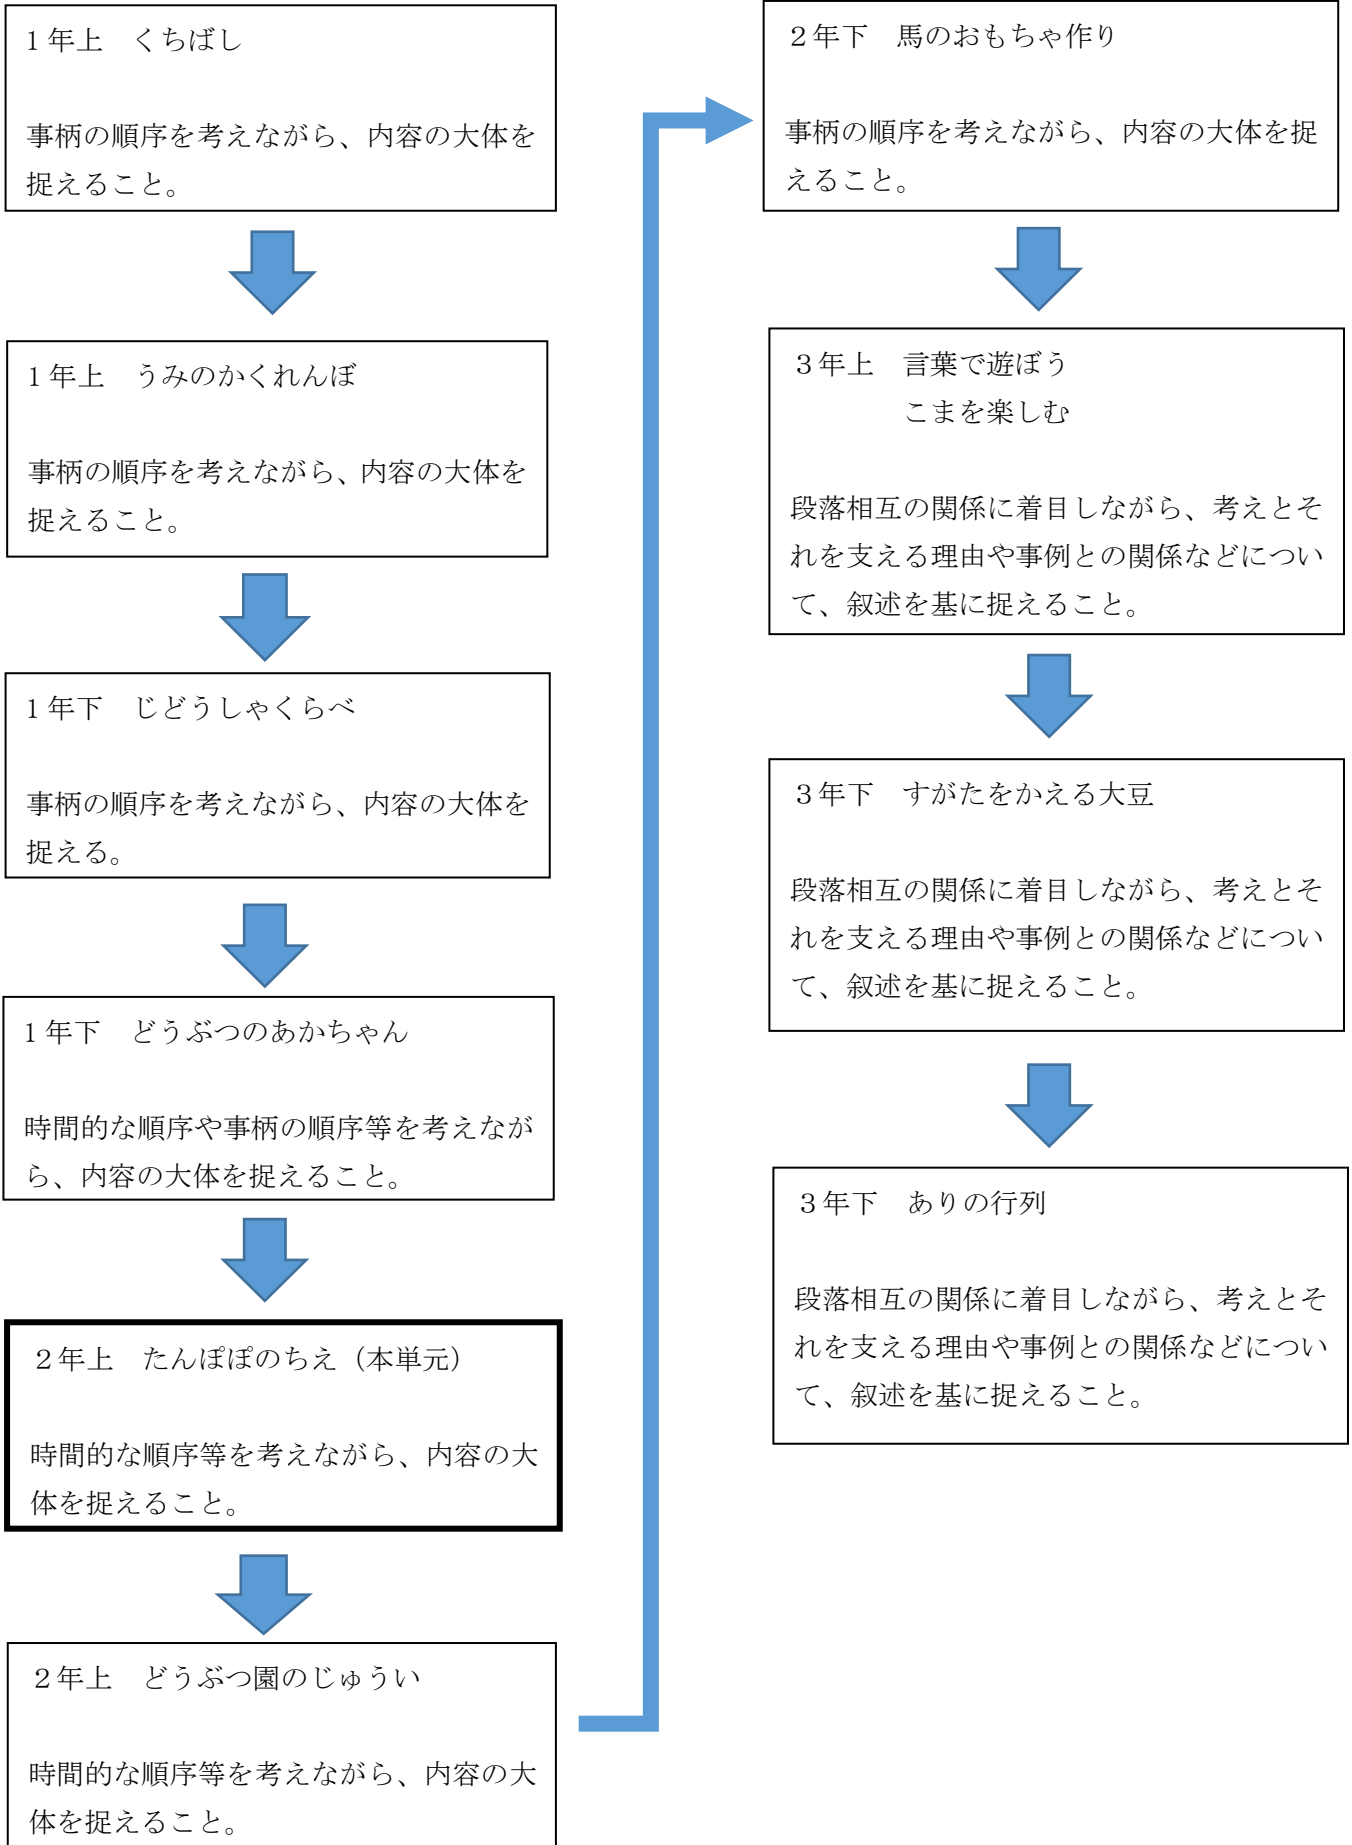 １年上　くちばし
事柄の順序を考えながら、内容の大体を
捉えること。
１年上　うみのかくれんぼ
事柄の順序を考えながら、内容の大体を
捉えること。
１年下　じどうしゃくらべ
事柄の順序を考えながら、内容の大体を
捉える。
１年下　どうぶつのあかちゃん
時間的な順序や事柄の順序等を考えなが
ら、内容の大体を捉えること。
２年上　たんぽぽのちえ（本単元）
時間的な順序等を考えながら、内容の大
体を捉えること。
２年上　どうぶつ園のじゅうい
時間的な順序等を考えながら、内容の大
体を捉えること。
２年下　馬のおもちゃ作り
事柄の順序を考えながら、内容の大体を捉
えること。
３年上　言葉で遊ぼう
こまを楽しむ
段落相互の関係に着目しながら、考えとそ
れを支える理由や事例との関係などについ
て、叙述を基に捉えること。
３年下　すがたをかえる大豆
段落相互の関係に着目しながら、考えとそ
れを支える理由や事例との関係などについ
て、叙述を基に捉えること。
３年下　ありの行列
段落相互の関係に着目しながら、考えとそ
れを支える理由や事例との関係などについ
て、叙述を基に捉えること。